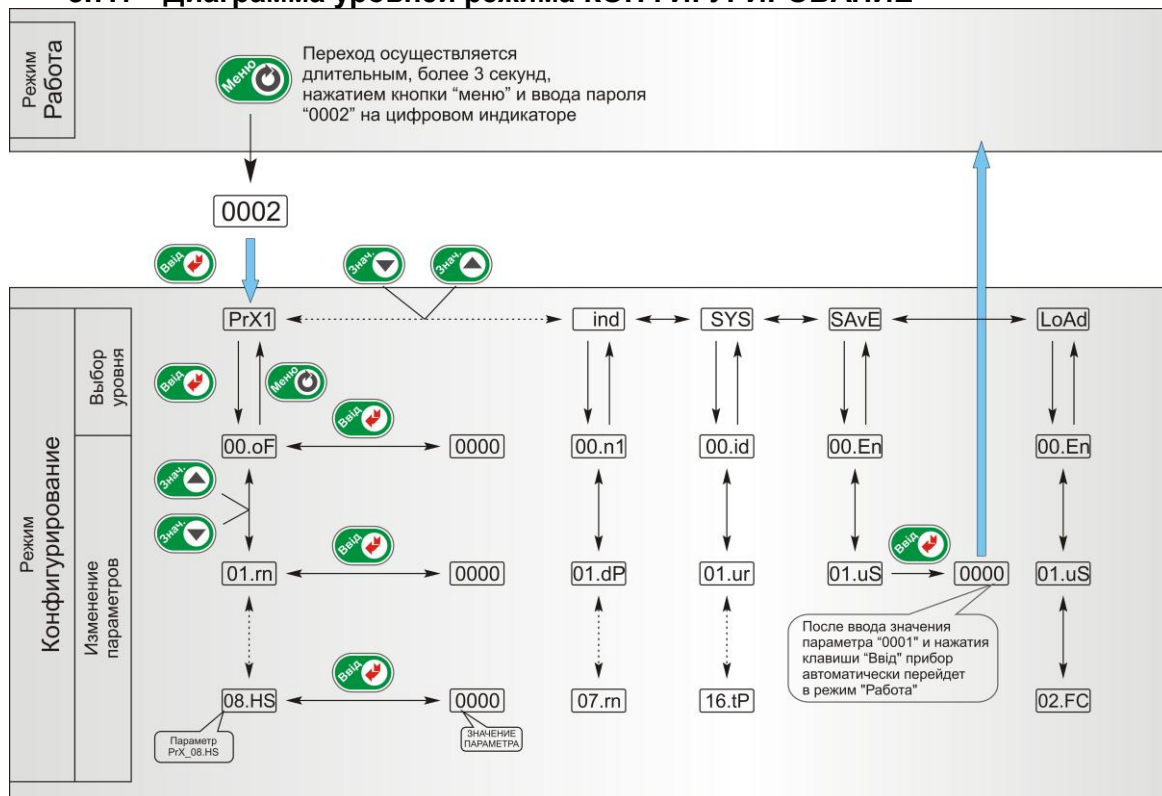 Диаграмма уровней режима КОНФИГУРИРОВАНИЕ
Режим
Работа
Меню
Переход осуществляется
длительным, более 3 секунд,
нажатием кнопки “меню” и ввода пароля
“0002” на цифровом индикаторе
0002
Ввід
Знач.
Знач.
Режим
Конфигурирование
Выбор
уровня
PrX1
ind
SYS
SAvE
LoAd
Ввід
Меню
Изменение
параметров
Ввід
00.oF
0000
00.n1
00.id
00.En
00.En
Знач.
Знач.
Ввід
Ввід
01.rn
0000
01.dP
01.ur
01.uS
0000
01.uS
После ввода значения
параметра "0001" и нажатия
клавиши "Ввід" прибор
автоматически перейдет
в режим "Работа"
Ввід
08.HS
0000
07.rn
16.tP
02.FC
Параметр
PrX_08.HS
ЗНАЧЕНИЕ
ПАРАМЕТРА